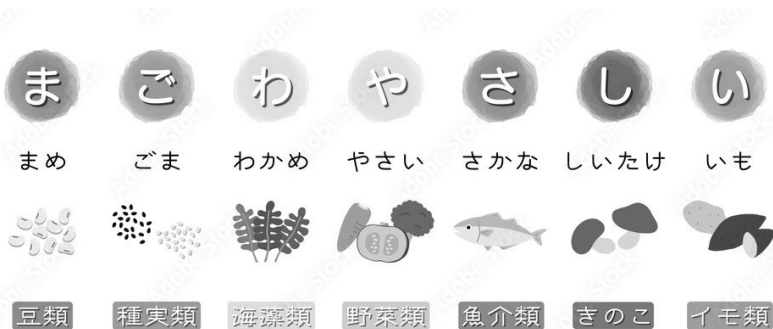 ま ご わ や さ し い
まめ ごま わかめ やさい さかな しいたけ いも
豆類 種実類 海藻類 野菜類 魚介類 きのこ イモ類